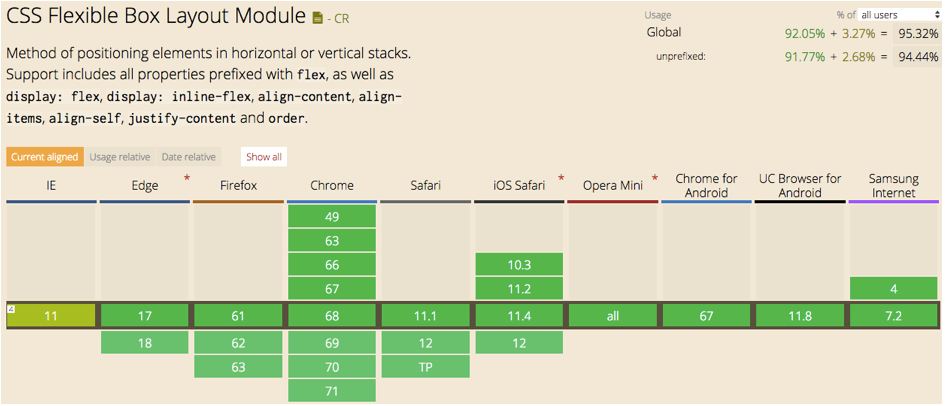 CSS Flexible Box Layout Module - CR
Usage % of all users
Global 92.05% + 3.27% = 95.32%
unprefixed: 91.77% + 2.68% = 94.44%
Method of positioning elements in horizontal or vertical stacks.
Support includes all properties prefixed with flex, as well as
display: flex, display: inline-flex, align-content, align-
items, align-self, justify-content and order.
Current aligned Usage relative Date relative Show all
IE Edge * Firefox Chrome Safari iOS Safari * Opera Mini * Chrome for Android UC Browser for Android Samsung Internet
49
63
66 10.3
67 11.2 4
4 11 17 61 68 11.1 11.4 all 67 11.8 7.2
18 62 69 12 12
63 70 TP
71